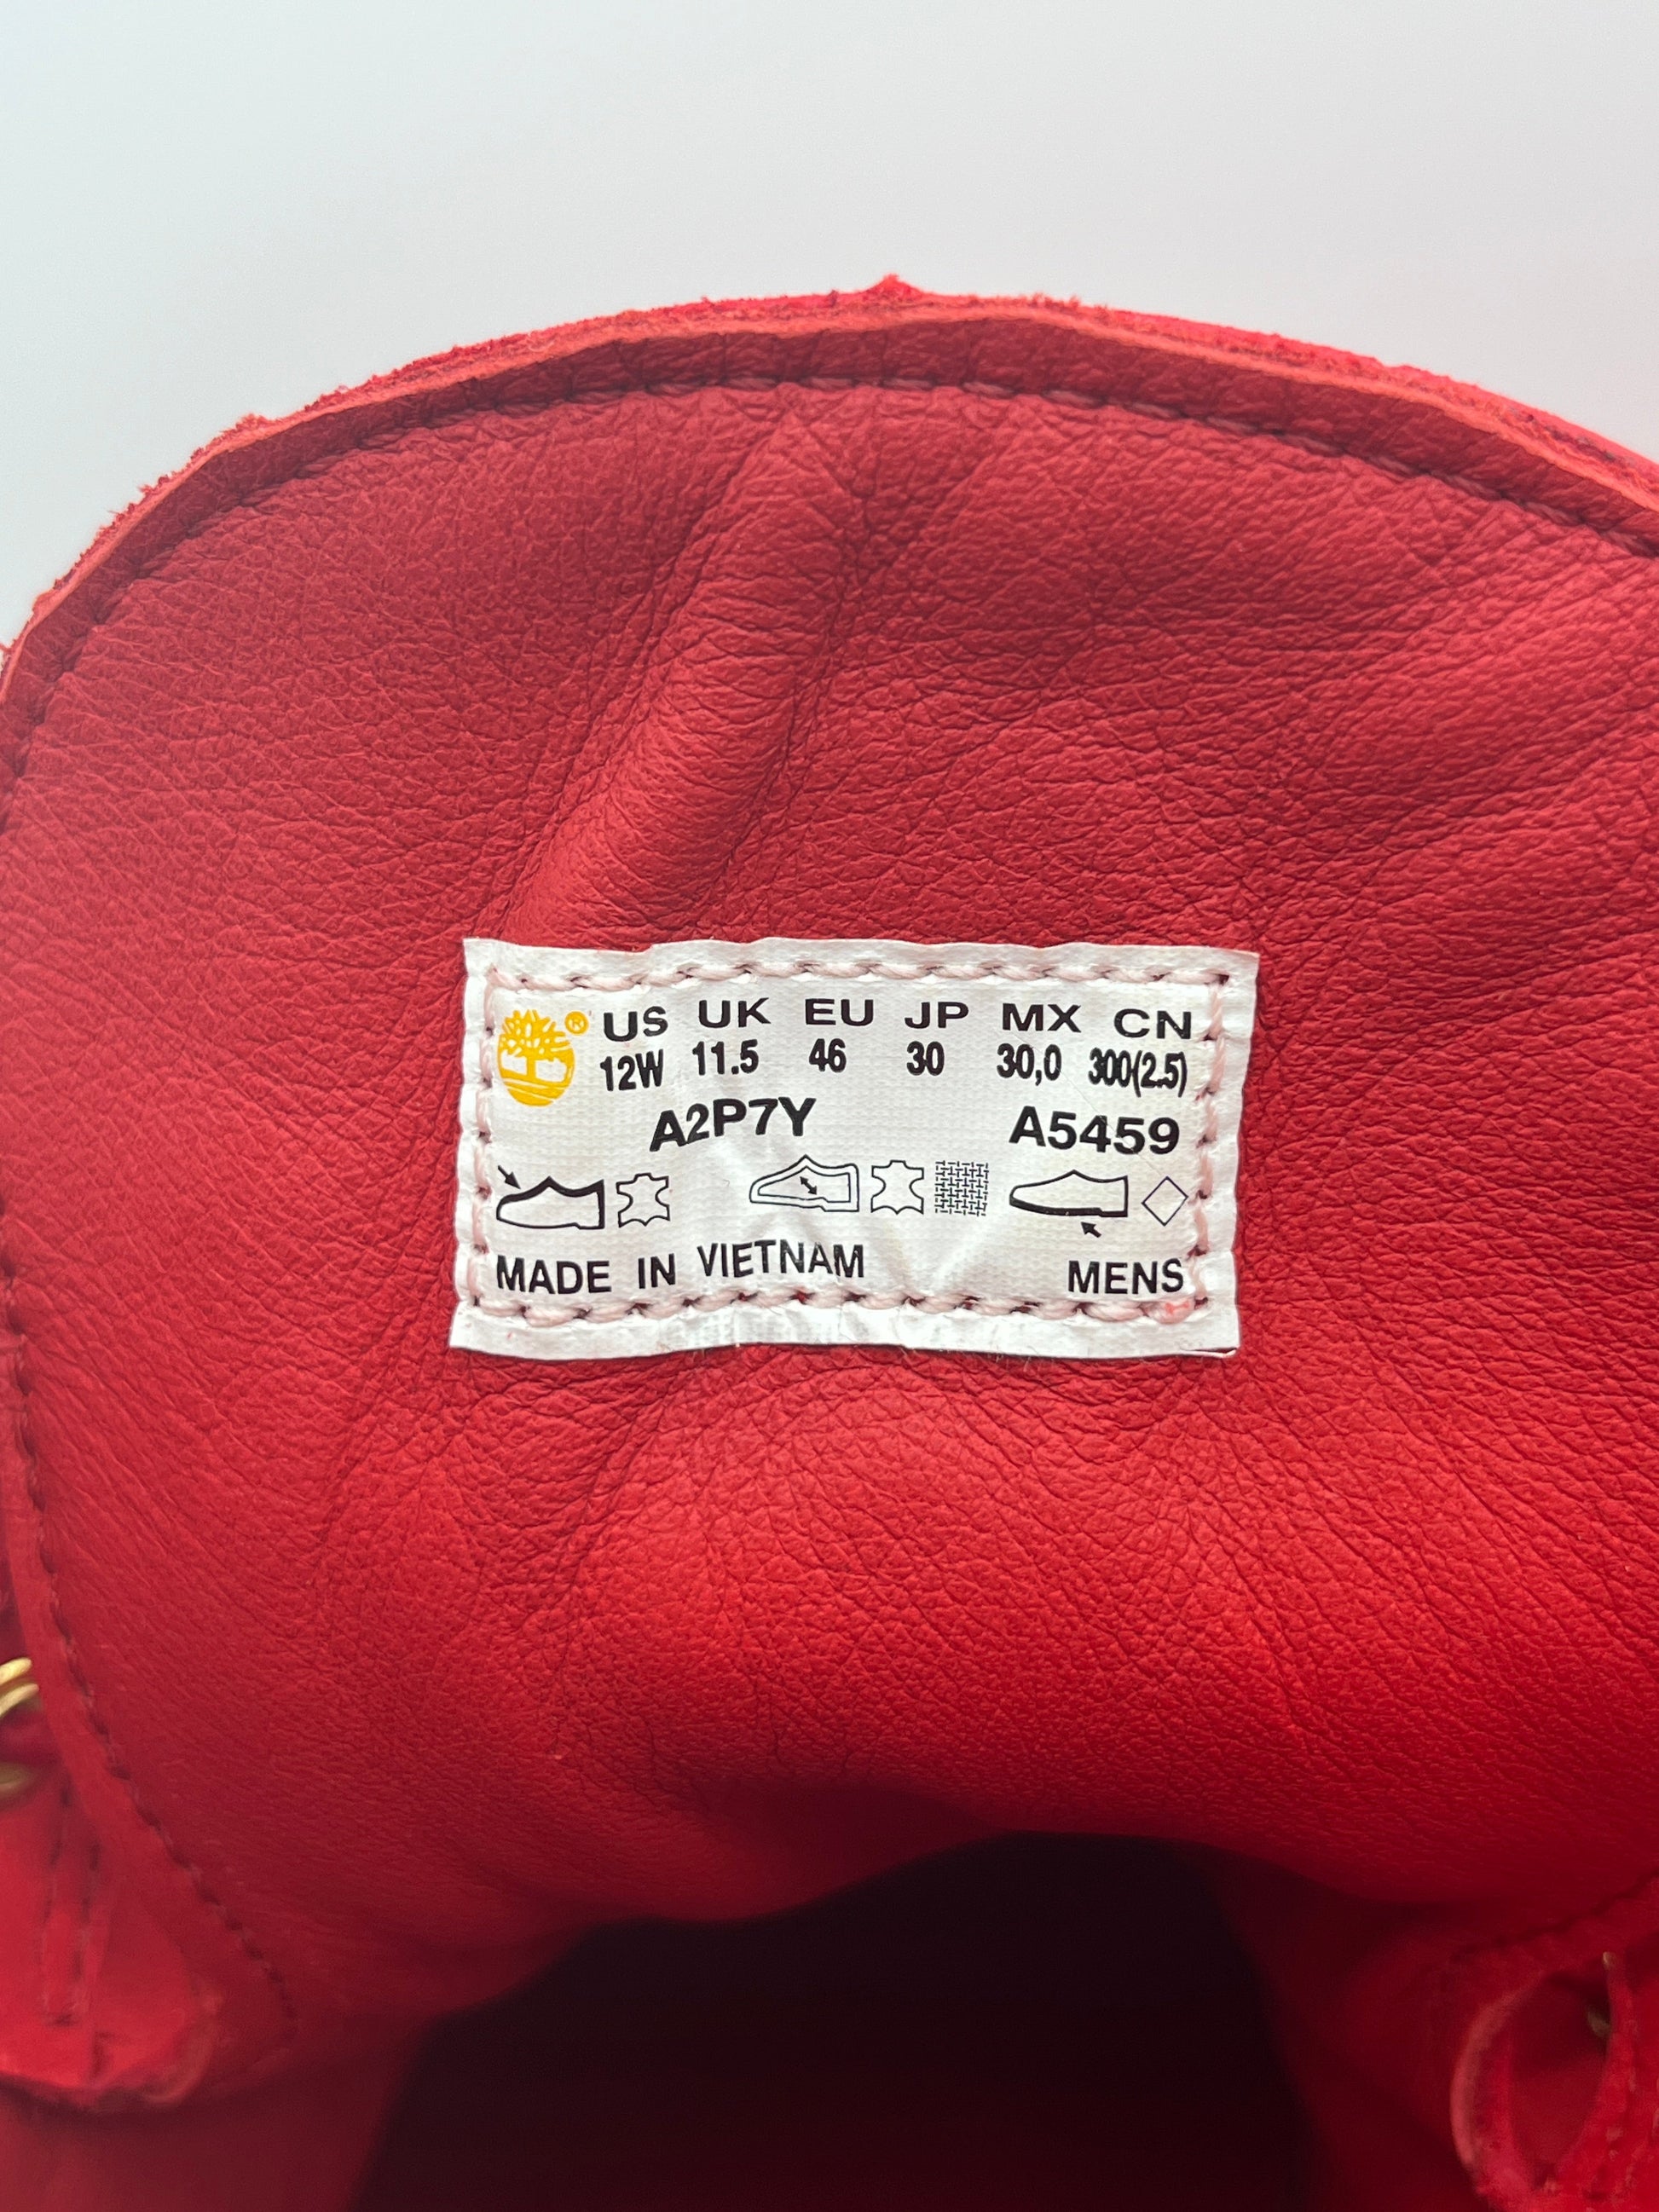 ® US UK EU JP MX CN
12W 11.5 46 30 30,0 300(2.5)
A2P7Y A5459
MADE IN VIETNAM MENS